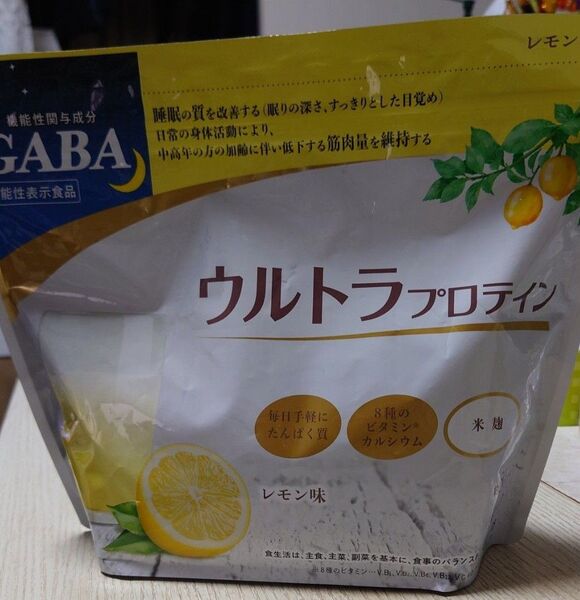 レモン
機能性関与成分
GABA
能性表示食品
睡眠の質を改善する(眠りの深さ、すっきりとした目覚め)
日常の身体活動により、
中高年の方の加齢に伴い低下する筋肉量を維持する
ウルトラプロテイン
毎日手軽に
たんぱく質
8種の
ビタミン※
カルシウム
米麹
レモン味
食生活は、主食、主菜、副菜を基本に、食事のバランス
※8種のビタミン…V.B₁、V.B₂、V.B₆、V.B₁₂、V.C